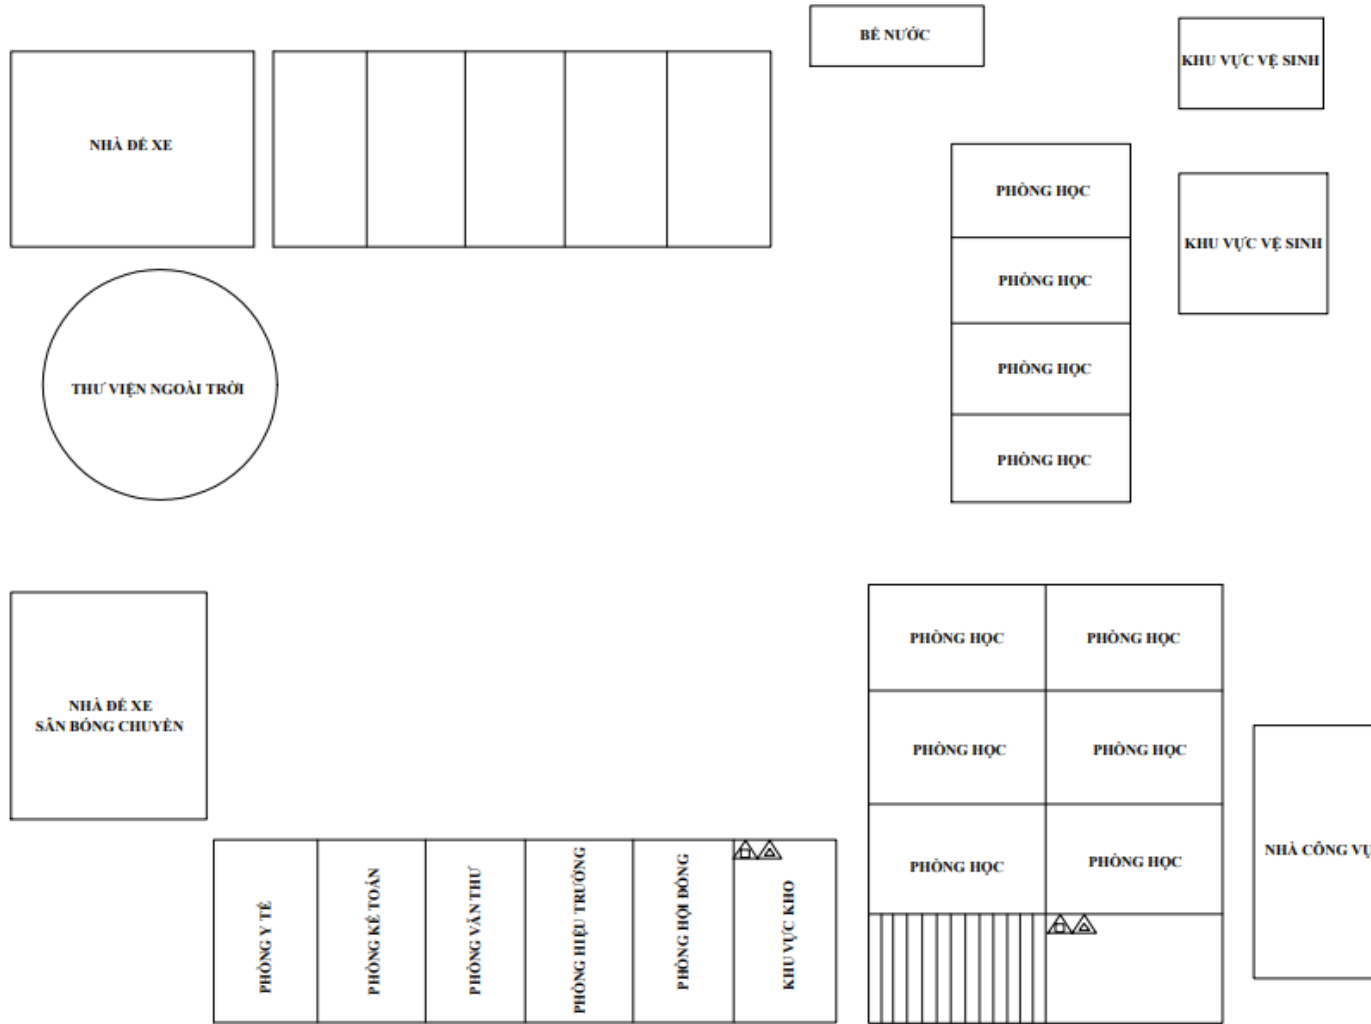 BỂ NƯỚC
KHU VỰC VỆ SINH
NHÀ ĐỂ XE
PHÒNG HỌC
KHU VỰC VỆ SINH
PHÒNG HỌC
PHÒNG HỌC
THƯ VIỆN NGOÀI TRỜI
PHÒNG HỌC
PHÒNG HỌC
PHÒNG HỌC
NHÀ ĐỂ XE
SÂN BÓNG CHUYỀN
PHÒNG HỌC
PHÒNG HỌC
PHÒNG HỌC
PHÒNG HỌC
NHÀ CÔNG VỤ
PHÒNG Y TẾ
PHÒNG KẾ TOÁN
PHÒNG VĂN THƯ
PHÒNG HIỆU TRƯỞNG
PHÒNG HỘI ĐỒNG
KHU VỰC KHO